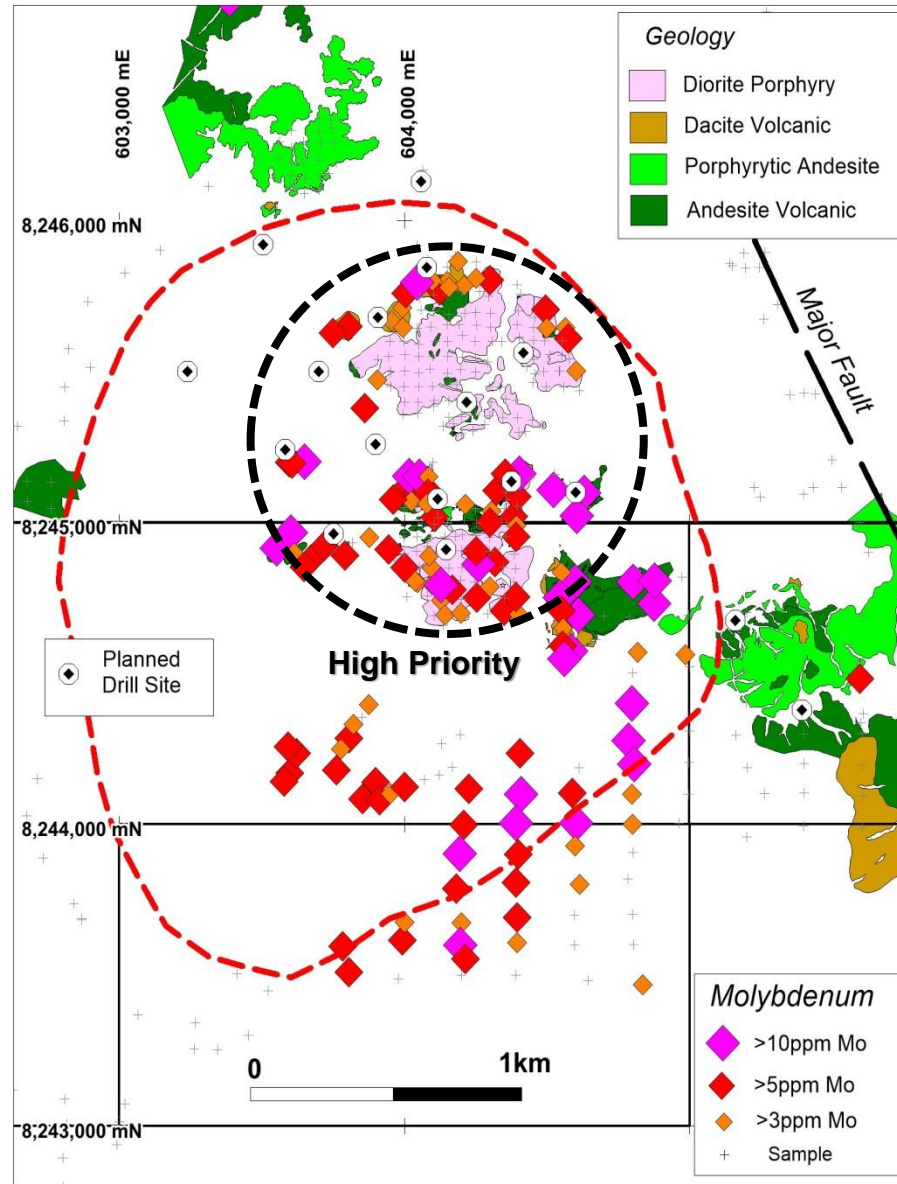 603,000 mE
604,000 mE
Geology
Diorite Porphyry
Dacite Volcanic
Porphyrytic Andesite
Andesite Volcanic
8,246,000 mN
Major Fault
8,245,000 mN
High Priority
Planned
Drill Site
8,244,000 mN
Molybdenum
>10ppm Mo
>5ppm Mo
>3ppm Mo
Sample
0
1km
8,243,000 mN